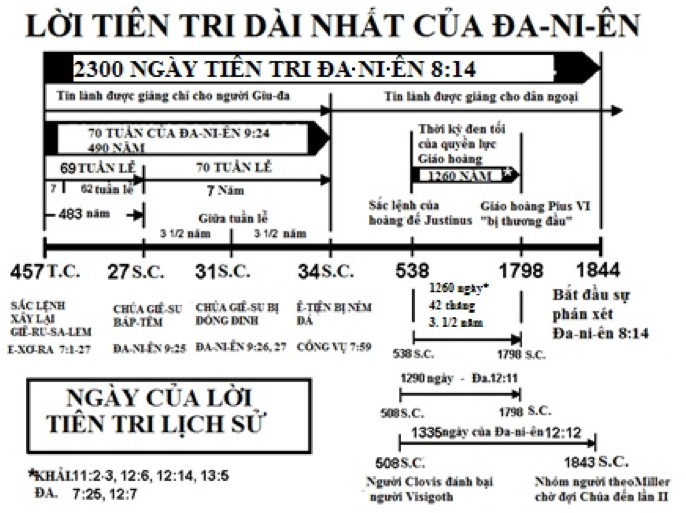 LỜI TIÊN TRI DÀI NHẤT CỦA ĐA-NI-ÊN
2300 NGÀY TIÊN TRI ĐA·NI·ÊN 8:14
Tin lành được giảng chỉ cho người Giu-đa
Tin lành được giảng cho dân ngoại
70 TUẦN CỦA ĐA-NI-ÊN 9:24
490 NĂM
Thời kỳ đen tối
của quyền lực
Giáo hoàng
1260 NĂM*
69 TUẦN LỄ
70 TUẦN LỄ
7
62 tuần lễ
7 Năm
483 năm
Giữa tuần lễ
3 1/2 năm
3 1/2 năm
Sắc lệnh của
hoàng đế Justinus
Giáo hoàng Pius VI
"bị thương đầu"
457 T.C.
27 S.C.
31 S.C.
34 S.C.
538
1798
1844
SẮC LỆNH
XÂY LẠI
GIÊ-RU-SA-LEM
E-XƠ-RA 7:1-27
CHÚA GIÊ-SU
BÁP-TÊM
ĐA-NI-ÊN 9:25
CHÚA GIÊ-SU BỊ
ĐÓNG ĐINH
ĐA-NI-ÊN 9:26, 27
Ê-TIÊN BỊ NÉM
ĐÁ
CÔNG VỤ 7:59
1260 ngày*
42 tháng
3. 1/2 năm
538 S.C.
1798 S.C.
Bắt đầu sự
phán xét
Đa-ni-ên 8:14
1290 ngày - Đa.12:11
508 S.C.
1798 S.C.
1335 ngày của Đa-ni-ên 12:12
508 S.C.
1843 S.C.
Người Clovis đánh bại
người Visigoth
Nhóm người theo Miller
chờ đợi Chúa đến lần II
NGÀY CỦA LỜI
TIÊN TRI LỊCH SỬ
*KHẢI 11:2-3, 12:6, 12:14, 13:5
ĐA. 7:25, 12:7